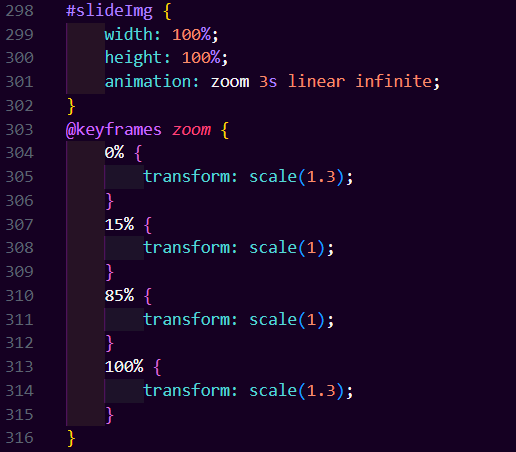 298 #slideImg {
299 width: 100%;
300 height: 100%;
301 animation: zoom 3s linear infinite;
302 }
303 @keyframes zoom {
304 0% {
305 transform: scale(1.3);
306 }
307 15% {
308 transform: scale(1);
309 }
310 85% {
311 transform: scale(1);
312 }
313 100% {
314 transform: scale(1.3);
315 }
316 }